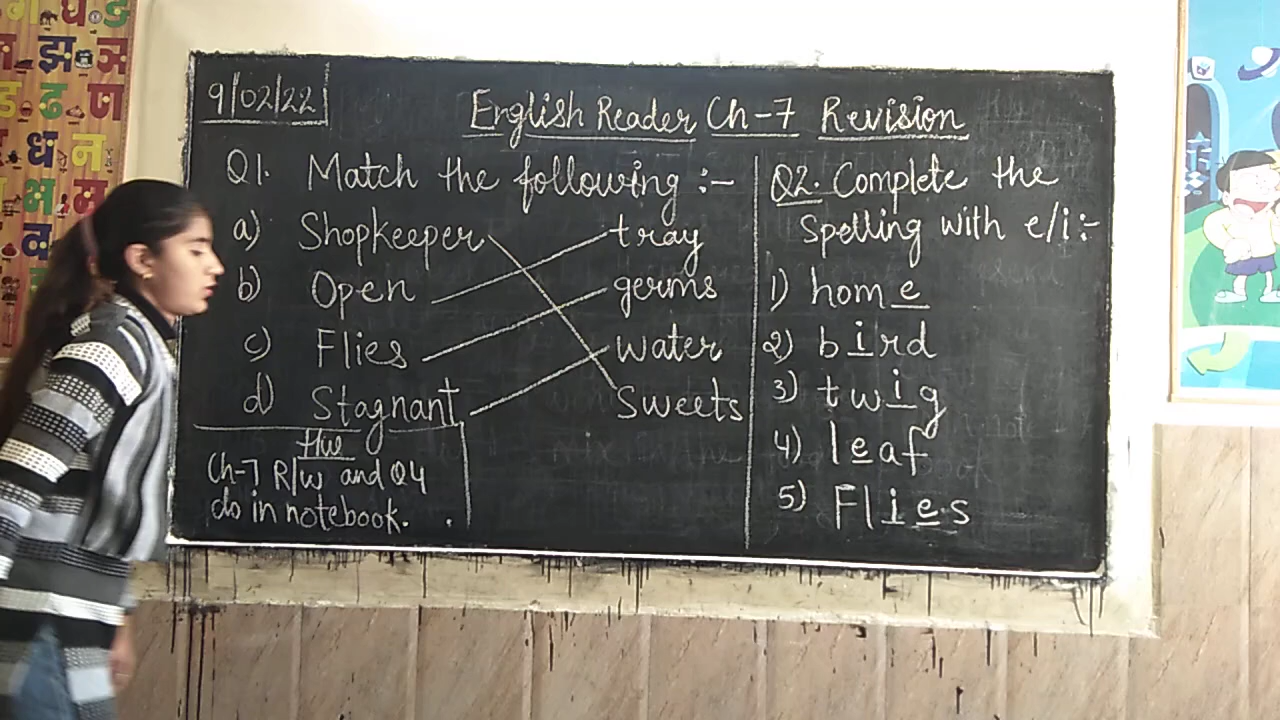 9/02/22
English Reader Ch-7 Revision
Q1. Match the following :-
a) Shopkeeper tray
b) Open germs
c) Flies water
d) Stagnant Sweets
Hw
Ch-7 R/w and Q4
do in notebook.
Q2. Complete the
Spelling with e/i:-
1) home
2) bird
3) twig
4) leaf
5) Flies
ग घ ङ
झ ञ
ड ढ ण
ध न